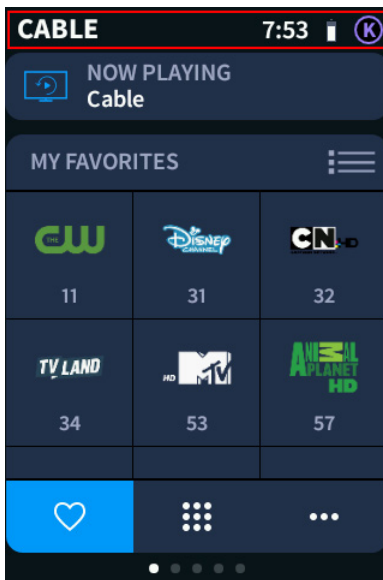 CABLE 7:53 K
NOW PLAYING
Cable
MY FAVORITES
THE CW DISNEY CHANNEL CN HD
11 31 32
TV LAND HD MTV ANIMAL PLANET HD
34 53 57